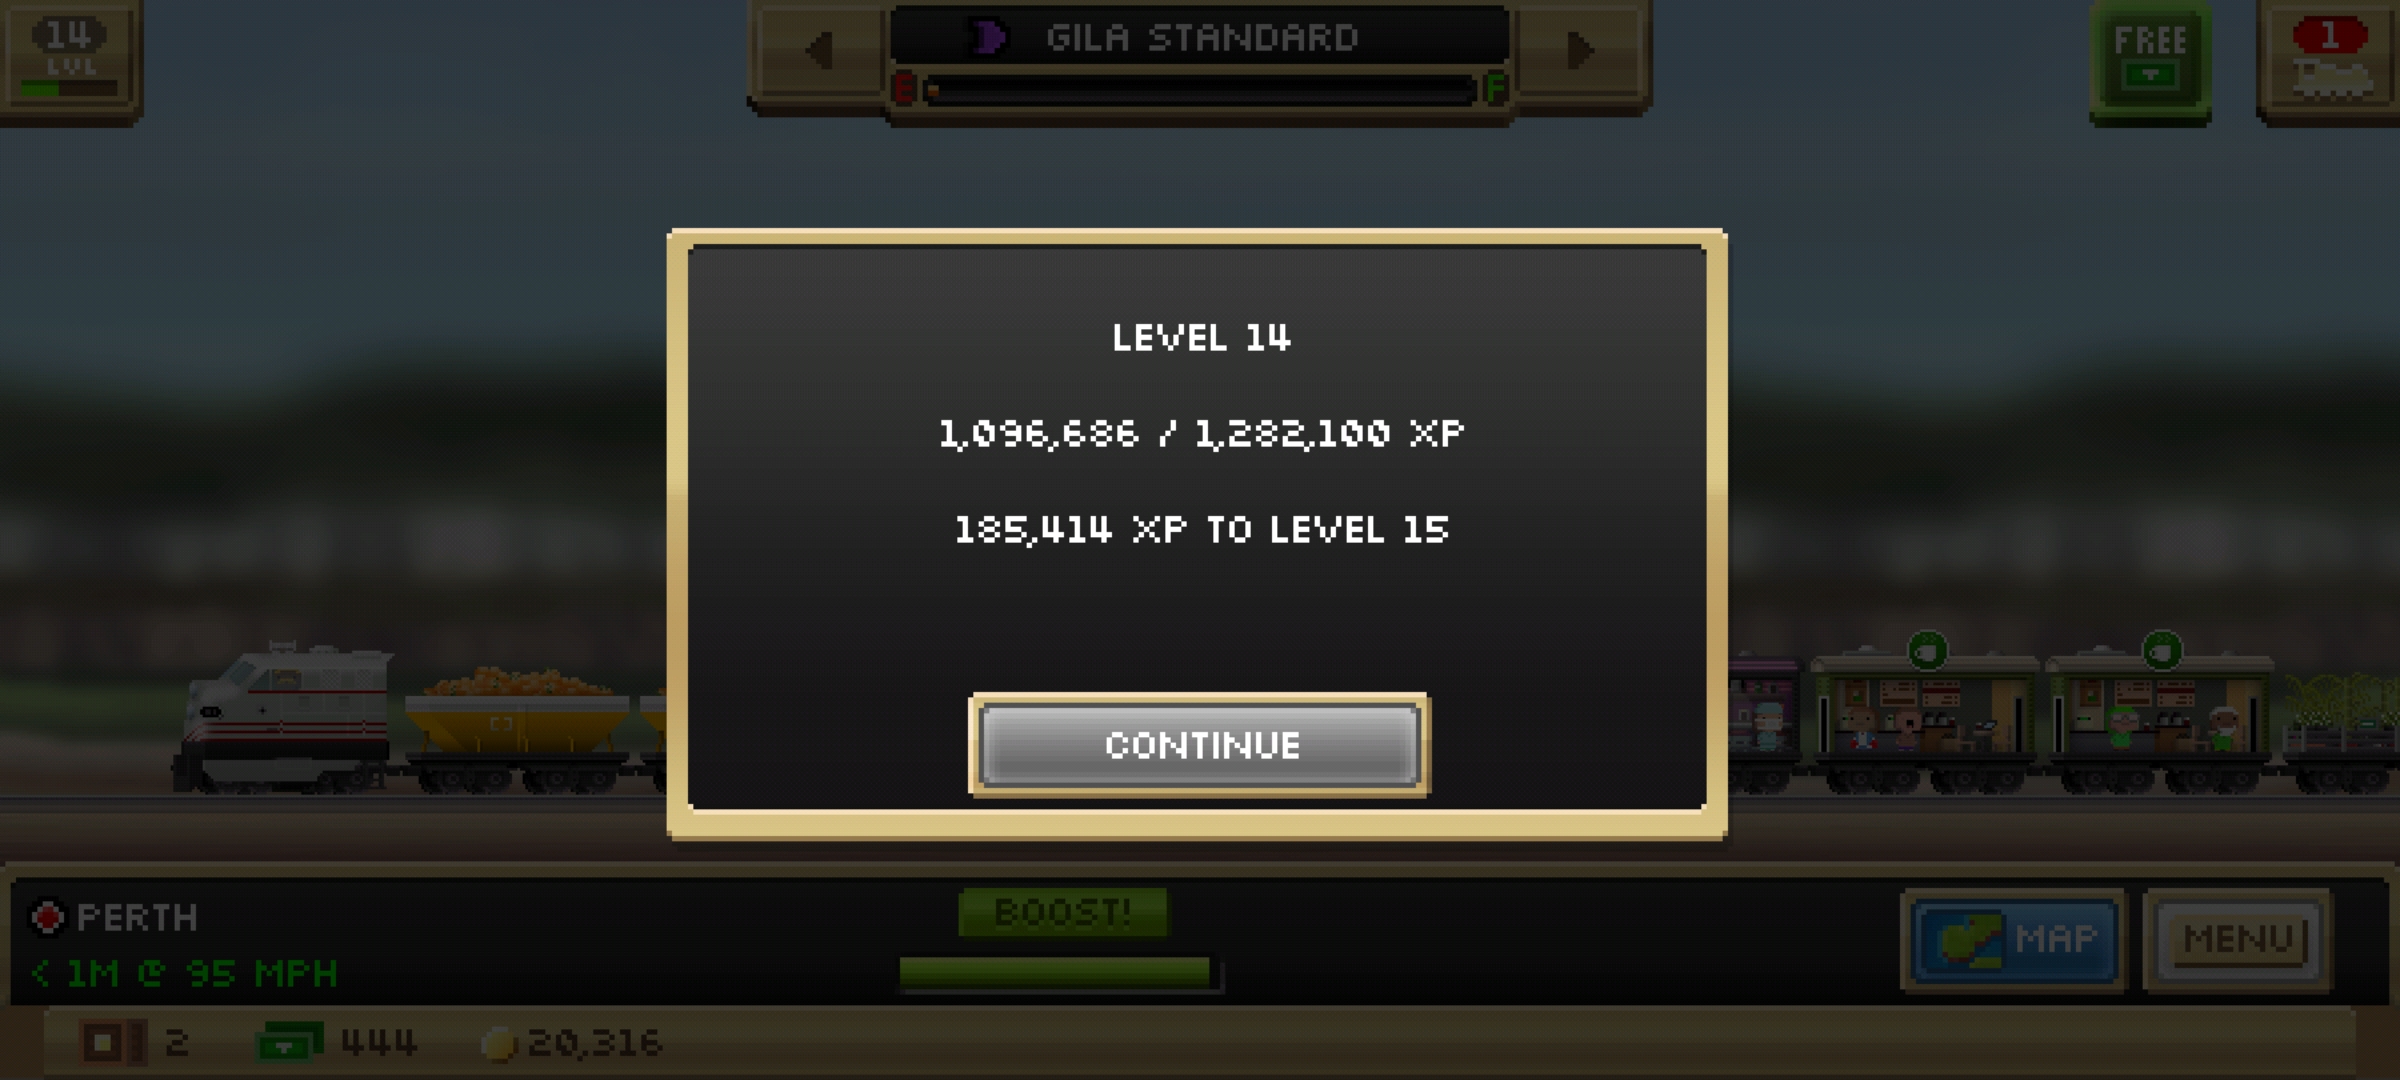 14
LVL
GILA STANDARD
E F
FREE
1
LEVEL 14
1,096,686 / 1,282,100 XP
185,414 XP TO LEVEL 15
CONTINUE
PERTH
< 1M @ 95 MPH
BOOST!
MAP
MENU
2 444 20,316